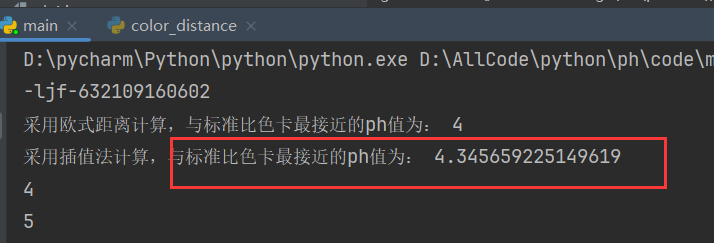 main
color_distance
D:\pycharm\Python\python\python.exe D:\AllCode\python\ph\code\m
-ljf-632109160602
采用欧式距离计算，与标准比色卡最接近的ph值为： 4
采用插值法计算，与标准比色卡最接近的ph值为： 4.345659225149619
4
5